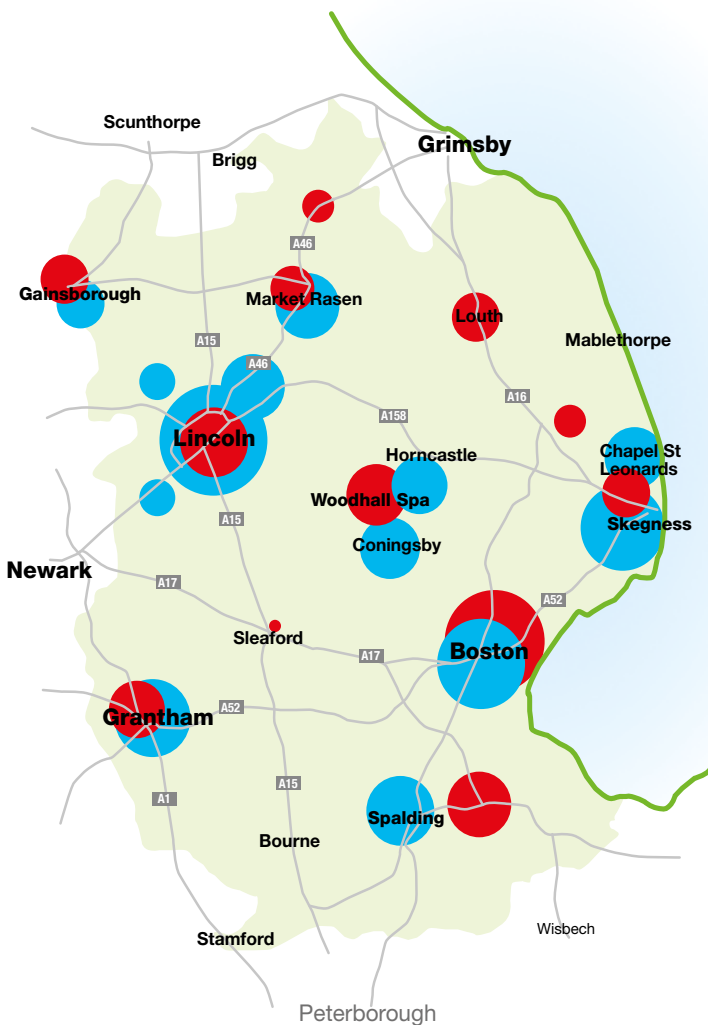 Scunthorpe
Grimsby
Brigg
A46
Gainsborough
Market Rasen
Louth
Mablethorpe
A15
A46
A16
A158
Lincoln
Horncastle
Chapel St
Leonards
Woodhall Spa
A15
Skegness
Coningsby
Newark
A17
A52
Sleaford
Boston
A17
Grantham
A52
A15
A1
Spalding
Bourne
Wisbech
Stamford
Peterborough